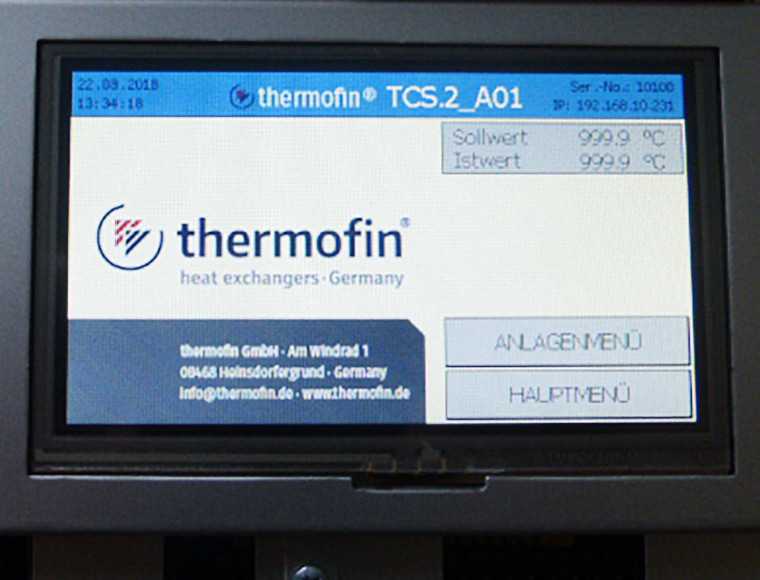 22.08.2018
13:34:18
thermofin® TCS.2_A01
Ser.-No.: 10100
IP: 192.168.10.231
Sollwert 999.9 °C
Istwert 999.9 °C
thermofin®
heat exchangers · Germany
thermofin GmbH · Am Windrad 1
08468 Heinsdorfergrund · Germany
info@thermofin.de · www.thermofin.de
ANLAGENMENÜ
HAUPTMENÜ